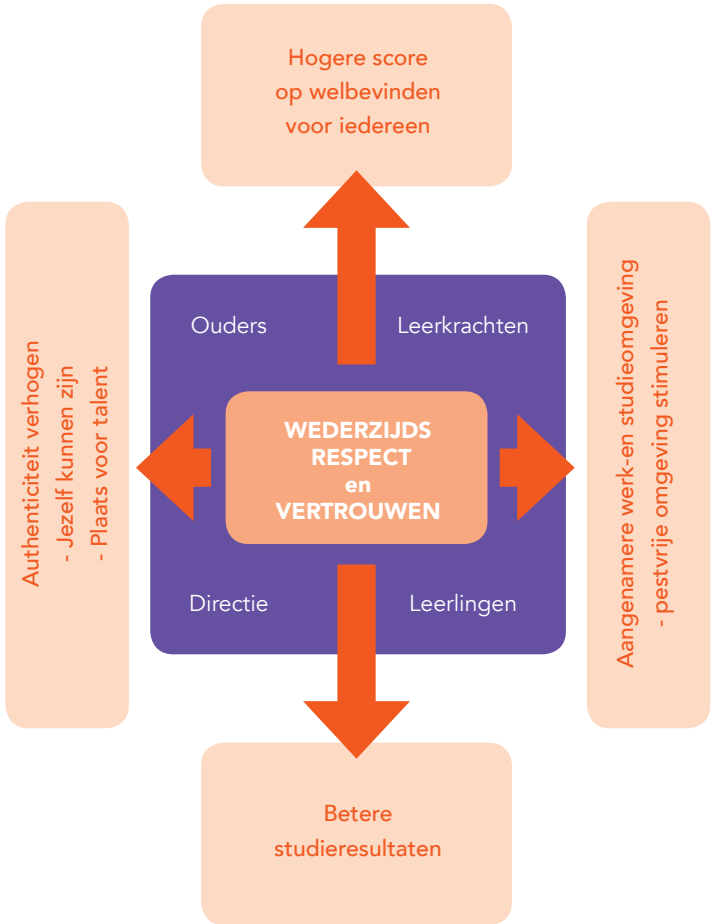 Hogere score
op welbevinden
voor iedereen
Authenticiteit verhogen
- Jezelf kunnen zijn
- Plaats voor talent
Ouders
Leerkrachten
WEDERZIJDS
RESPECT
en
VERTROUWEN
Directie
Leerlingen
Aangenamere werk-en studieomgeving
- pestvrije omgeving stimuleren
Betere
studieresultaten